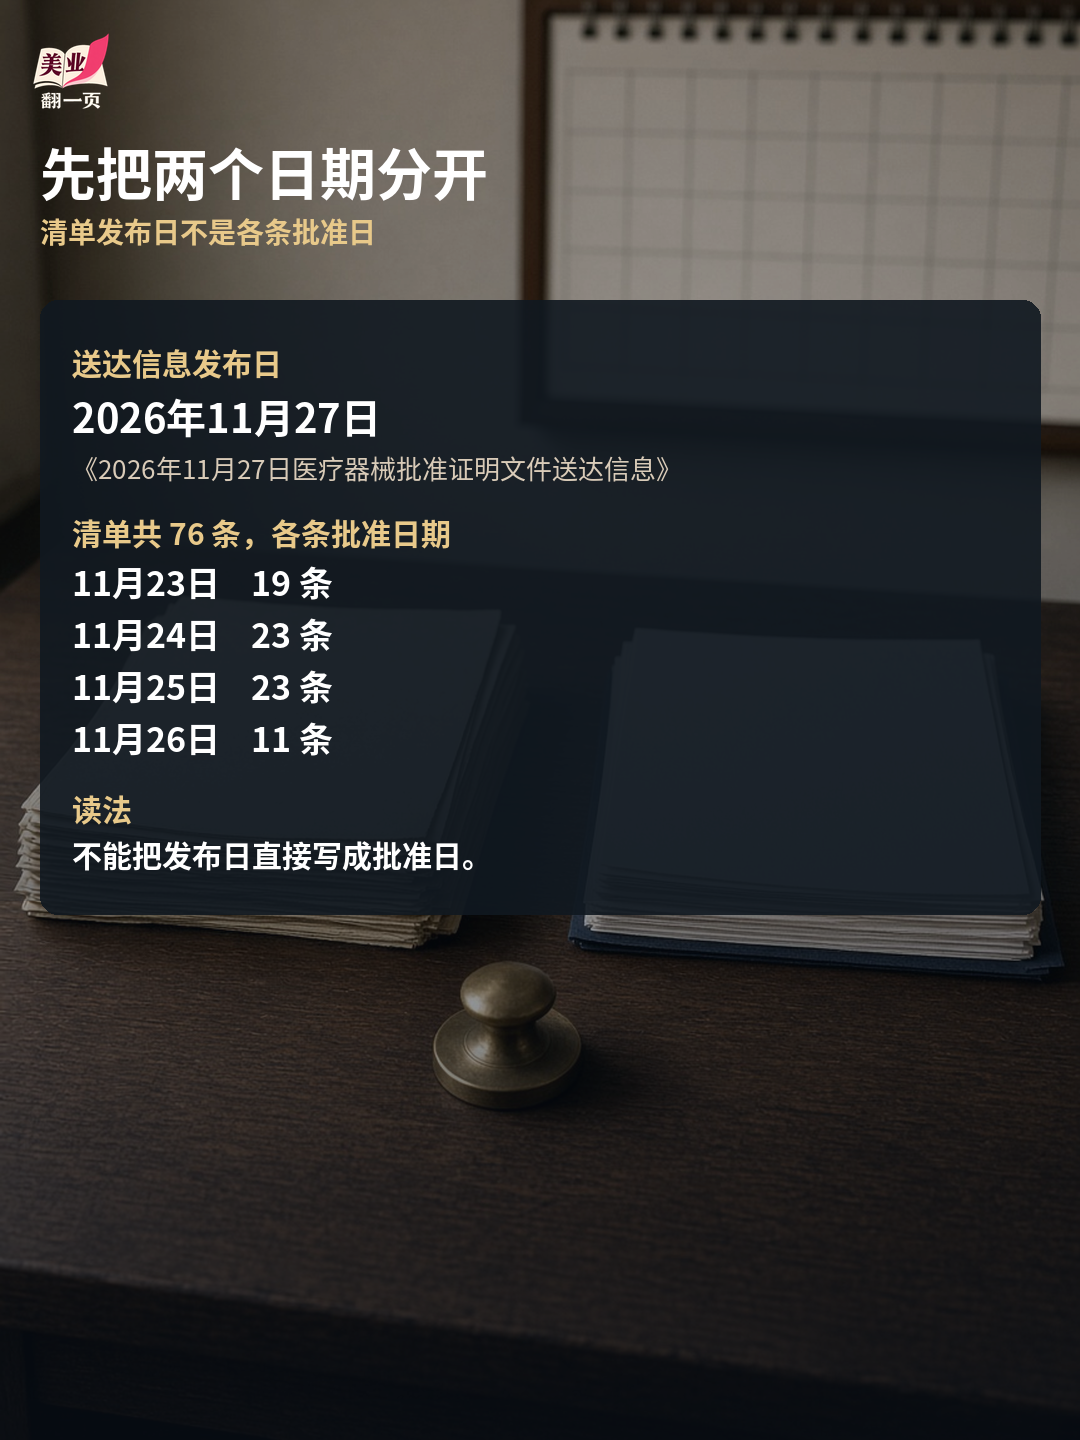 美业
翻一页
先把两个日期分开
清单发布日不是各条批准日
送达信息发布日
2026年11月27日
《2026年11月27日医疗器械批准证明文件送达信息》
清单共 76 条，各条批准日期
11月23日 19 条
11月24日 23 条
11月25日 23 条
11月26日 11 条
读法
不能把发布日直接写成批准日。